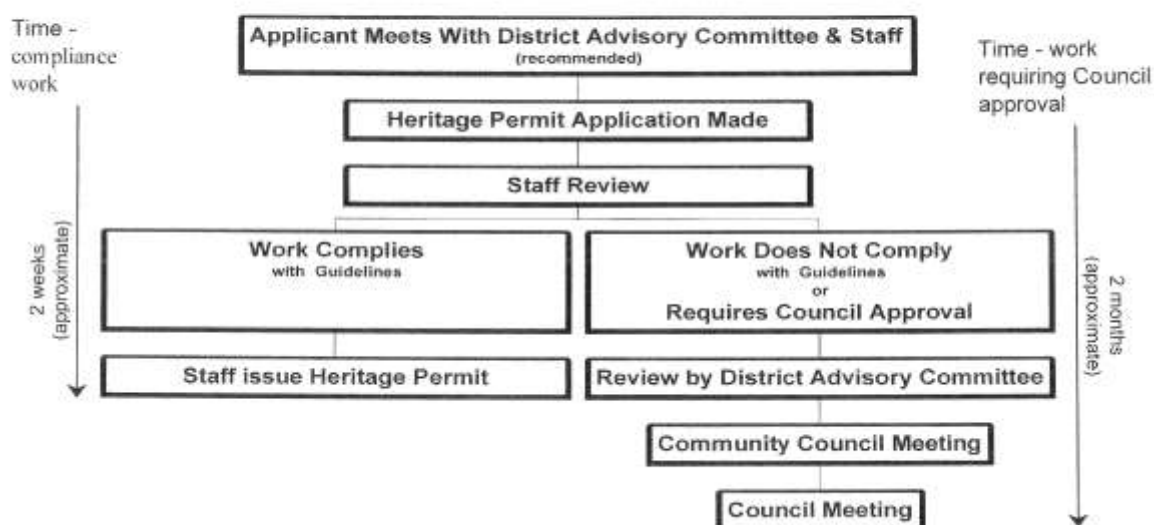 Time -
compliance
work
Applicant Meets With District Advisory Committee & Staff
(recommended)
Time - work
requiring Council
approval
Heritage Permit Application Made
Staff Review
2 weeks
(approximate)
Work Complies
with Guidelines
Work Does Not Comply
with Guidelines
or
Requires Council Approval
2 months
(approximate)
Staff issue Heritage Permit
Review by District Advisory Committee
Community Council Meeting
Council Meeting